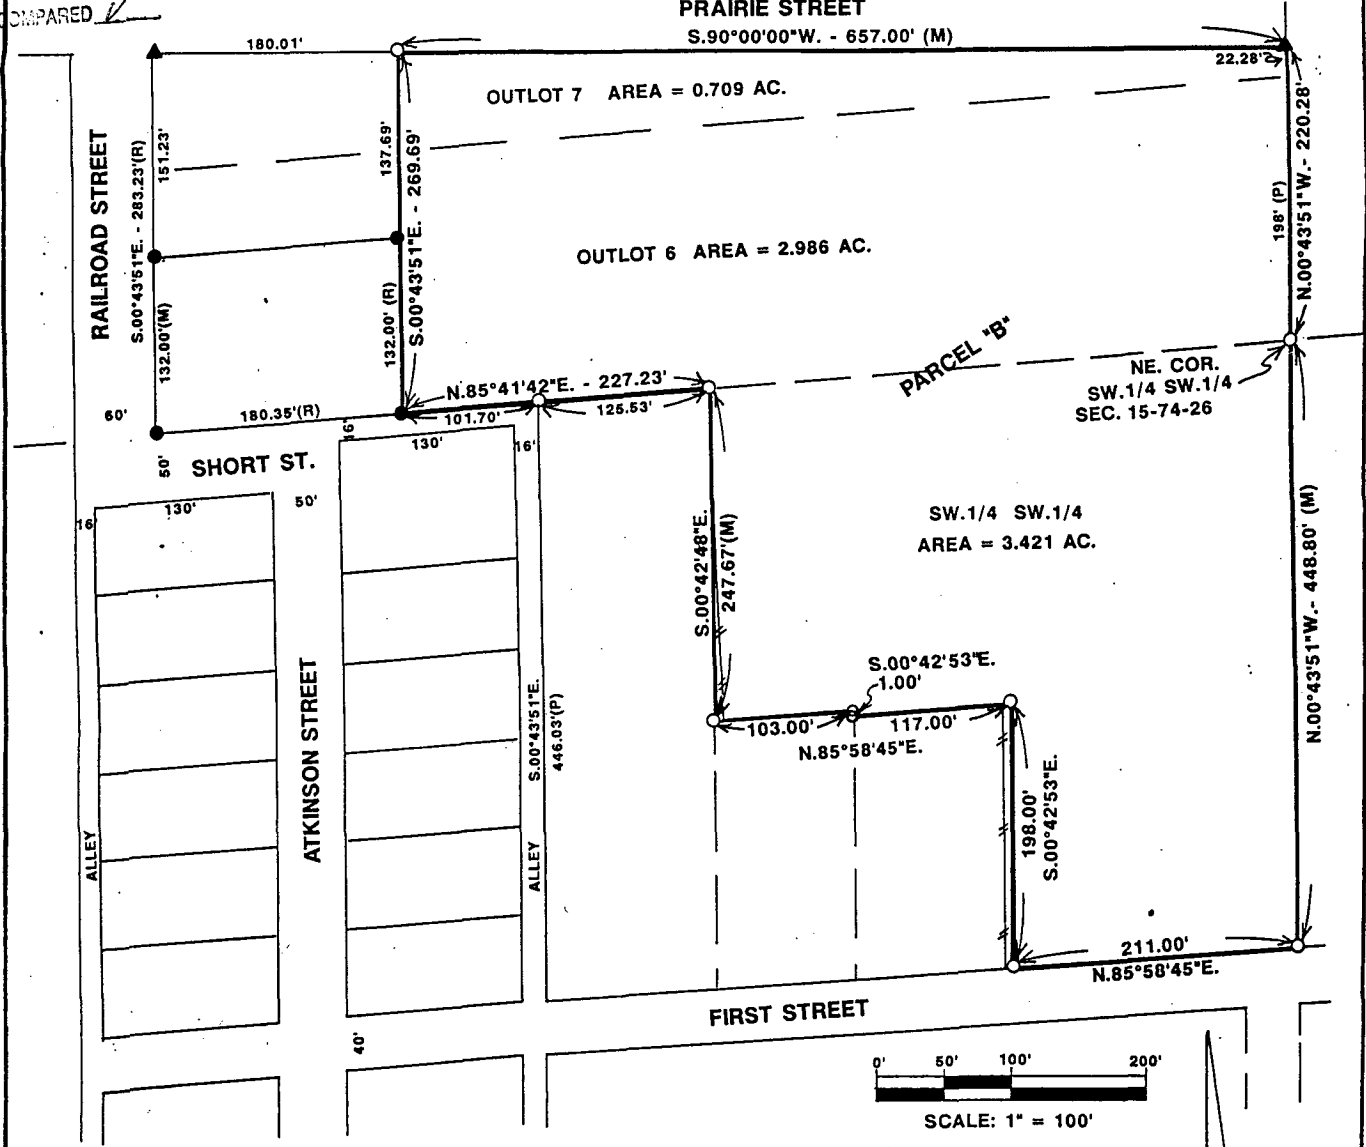 COMPARED
PRAIRIE STREET
180.01'
S.90°00'00"W. - 657.00' (M)
22.28'
OUTLOT 7 AREA = 0.709 AC.
RAILROAD STREET
S.00°43'51"E. - 283.23'(R)
151.23'
137.69'
S.00°43'51"E. - 269.69'
198' (P)
N.00°43'51"W. - 220.28'
OUTLOT 6 AREA = 2.986 AC.
132.00'(M)
132.00' (R)
PARCEL "B"
NE. COR.
SW.1/4 SW.1/4
SEC. 15-74-26
N.85°41'42"E. - 227.23'
101.70'
125.53'
60'
180.35'(R)
16'
130'
16'
50'
SHORT ST.
50'
130'
16'
S.00°42'48"E.
247.67'(M)
SW.1/4 SW.1/4
AREA = 3.421 AC.
N.00°43'51"W. - 448.80' (M)
S.00°42'53"E.
1.00'
103.00'
117.00'
N.85°58'45"E.
S.00°43'51"E.
446.03'(P)
ATKINSON STREET
198.00'
S.00°42'53"E.
ALLEY
ALLEY
211.00'
N.85°58'45"E.
FIRST STREET
40'
0' 50' 100' 200'
SCALE: 1" = 100'